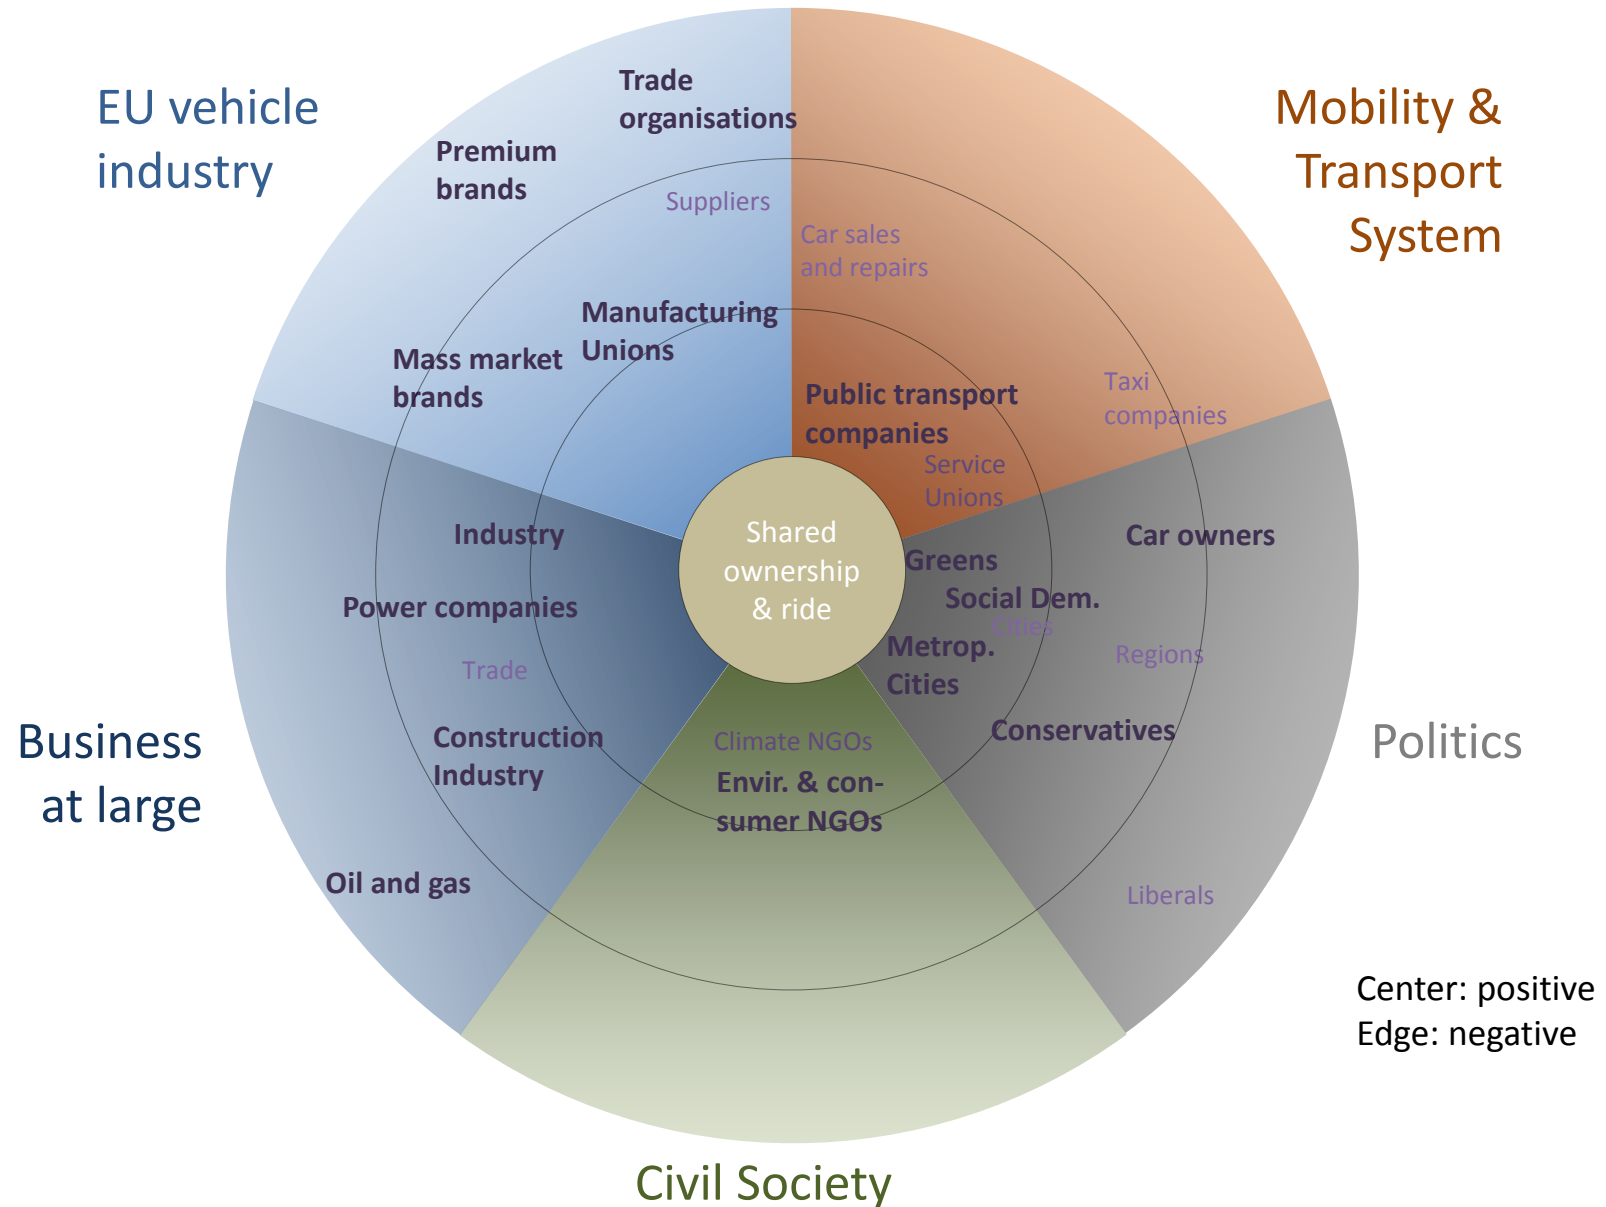 EU vehicle
industry
Mobility &
Transport
System
Trade
organisations
Premium
brands
Suppliers
Car sales
and repairs
Manufacturing
Unions
Mass market
brands
Public transport
companies
Taxi
companies
Service
Unions
Industry
Shared
ownership
& ride
Car owners
Greens
Social Dem.
Cities
Power companies
Metrop.
Cities
Regions
Trade
Conservatives
Construction
Industry
Climate NGOs
Envir. & con-
sumer NGOs
Business
at large
Politics
Oil and gas
Liberals
Center: positive
Edge: negative
Civil Society